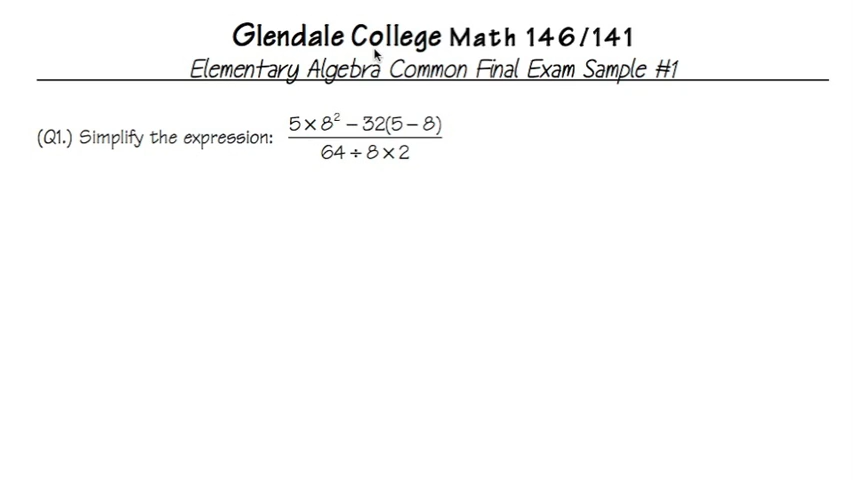 Glendale College Math 146/141
Elementary Algebra Common Final Exam Sample #1
(Q1.) Simplify the expression:
5 × 8² − 32(5 − 8)
64 ÷ 8 × 2